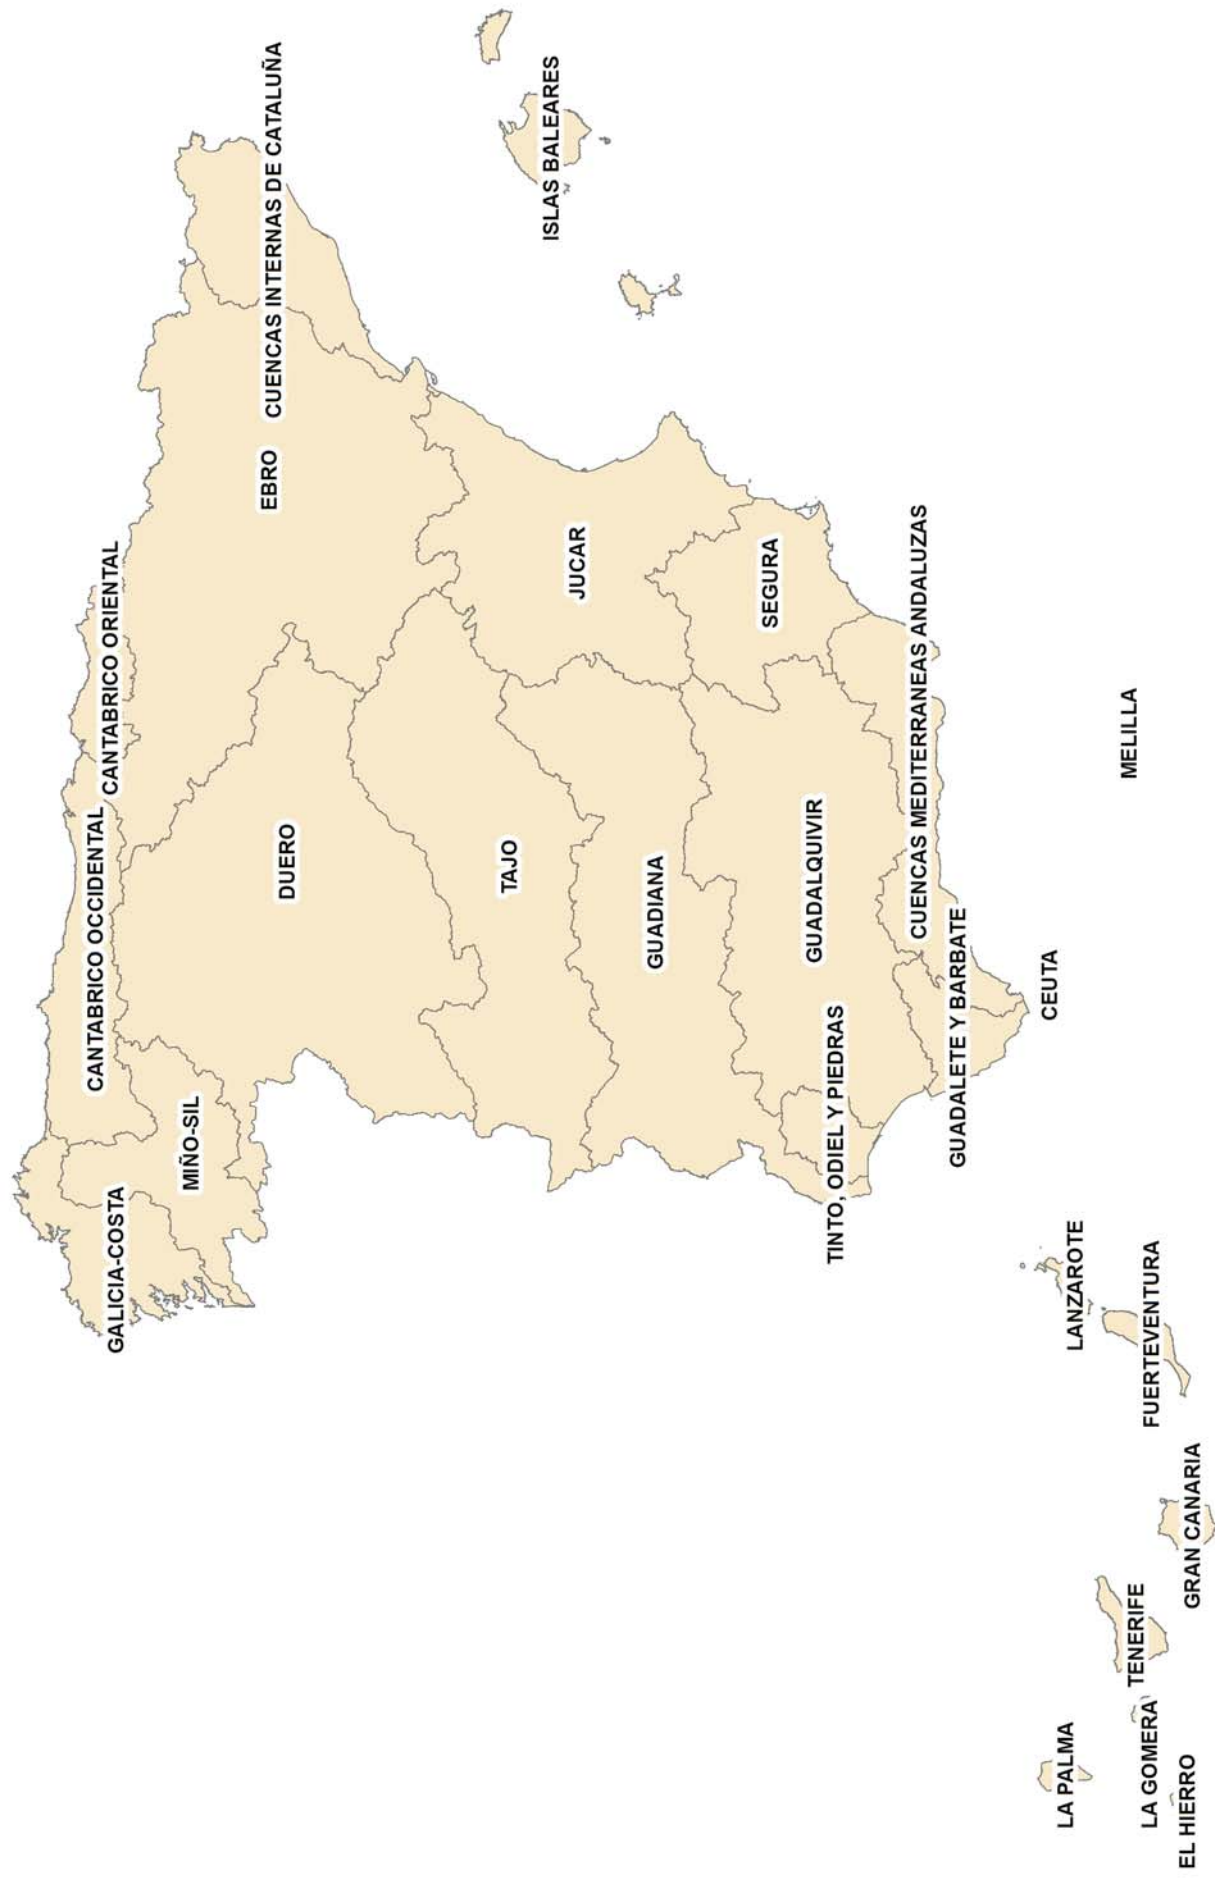 GALICIA-COSTA
MIÑO-SIL
CANTABRICO OCCIDENTAL
CANTABRICO ORIENTAL
DUERO
EBRO
CUENCAS INTERNAS DE CATALUÑA
TAJO
JUCAR
ISLAS BALEARES
GUADIANA
SEGURA
GUADALQUIVIR
TINTO, ODIEL Y PIEDRAS
CUENCAS MEDITERRANEAS ANDALUZAS
GUADALETE Y BARBATE
CEUTA
MELILLA
LA PALMA
LANZAROTE
TENERIFE
LA GOMERA
FUERTEVENTURA
EL HIERRO
GRAN CANARIA